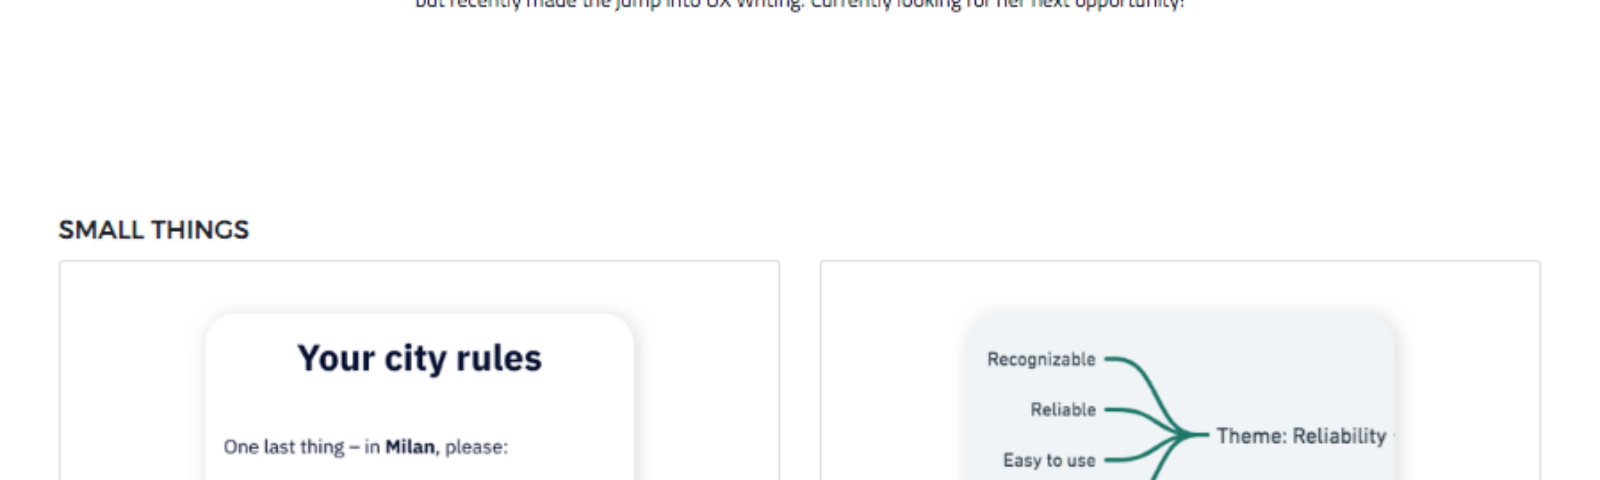 but recently made the jump into UX Writing. Currently looking for her next opportunity!
SMALL THINGS
Your city rules
One last thing – in Milan, please:
Recognizable
Reliable
Easy to use
Theme: Reliability